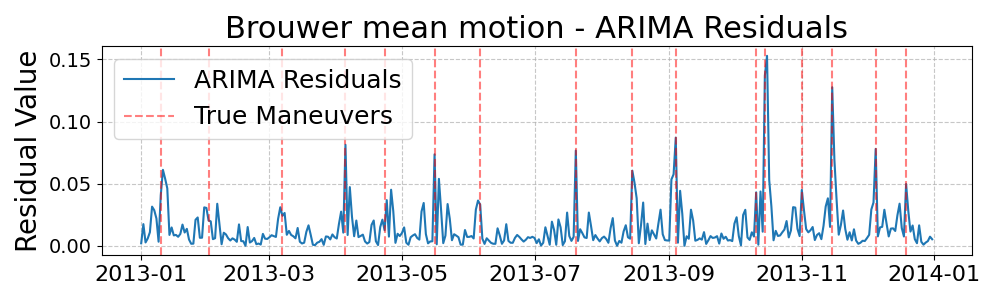 Brouwer mean motion - ARIMA Residuals
Residual Value
0.15
0.10
0.05
0.00
ARIMA Residuals
True Maneuvers
2013-01 2013-03 2013-05 2013-07 2013-09 2013-11 2014-01